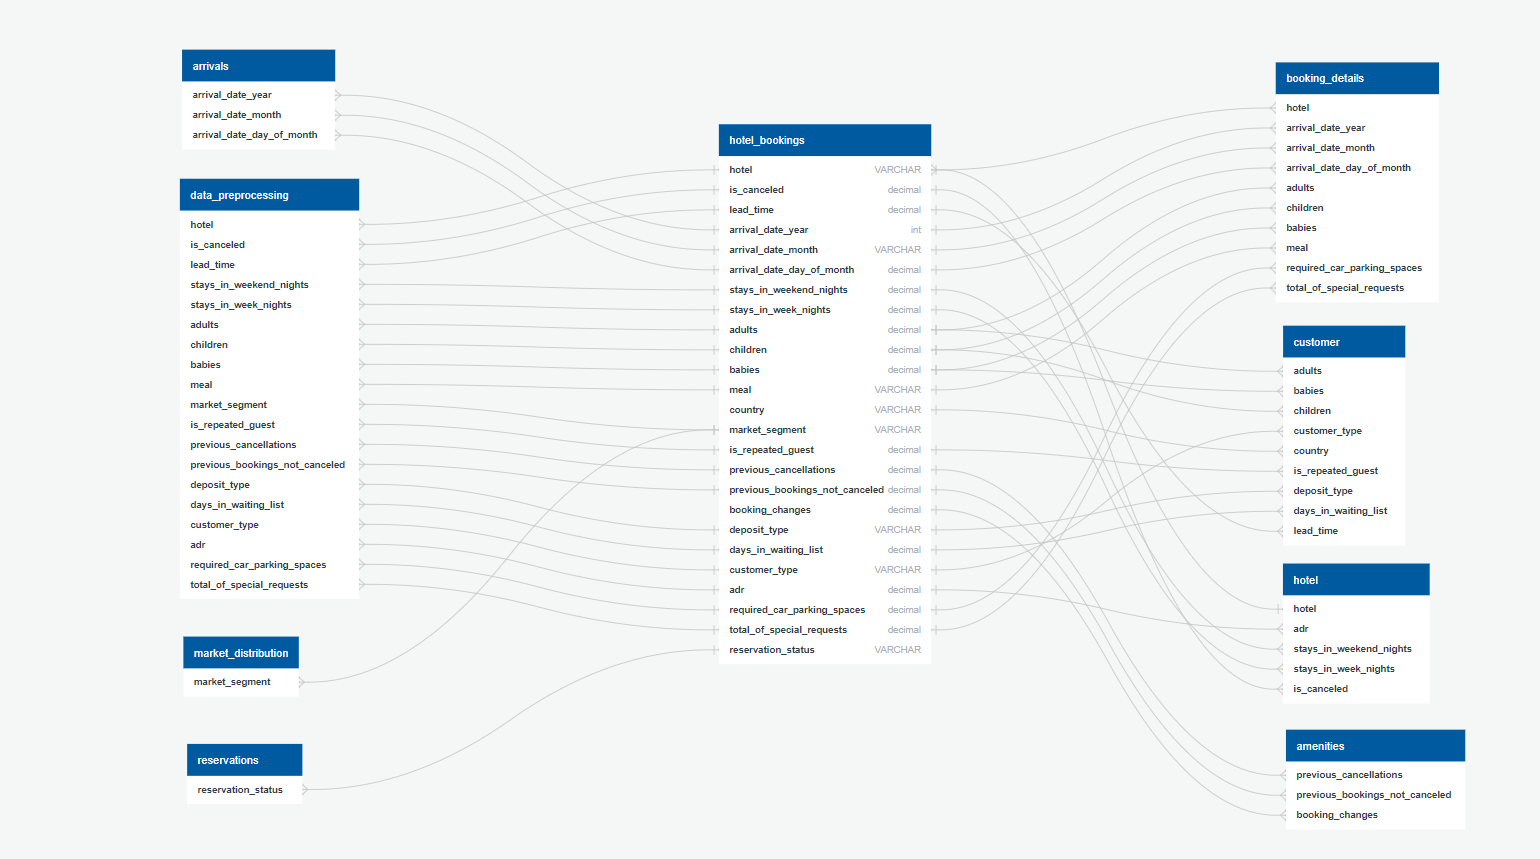 arrivals
arrival_date_year
arrival_date_month
arrival_date_day_of_month
data_preprocessing
hotel
is_canceled
lead_time
stays_in_weekend_nights
stays_in_week_nights
adults
children
babies
meal
market_segment
is_repeated_guest
previous_cancellations
previous_bookings_not_canceled
deposit_type
days_in_waiting_list
customer_type
adr
required_car_parking_spaces
total_of_special_requests
market_distribution
market_segment
reservations
reservation_status
hotel_bookings
hotel VARCHAR
is_canceled decimal
lead_time decimal
arrival_date_year int
arrival_date_month VARCHAR
arrival_date_day_of_month decimal
stays_in_weekend_nights decimal
stays_in_week_nights decimal
adults decimal
children decimal
babies decimal
meal VARCHAR
country VARCHAR
market_segment VARCHAR
is_repeated_guest decimal
previous_cancellations decimal
previous_bookings_not_canceled decimal
booking_changes decimal
deposit_type VARCHAR
days_in_waiting_list decimal
customer_type VARCHAR
adr decimal
required_car_parking_spaces decimal
total_of_special_requests decimal
reservation_status VARCHAR
booking_details
hotel
arrival_date_year
arrival_date_month
arrival_date_day_of_month
adults
children
babies
meal
required_car_parking_spaces
total_of_special_requests
customer
adults
babies
children
customer_type
country
is_repeated_guest
deposit_type
days_in_waiting_list
lead_time
hotel
hotel
adr
stays_in_weekend_nights
stays_in_week_nights
is_canceled
amenities
previous_cancellations
previous_bookings_not_canceled
booking_changes